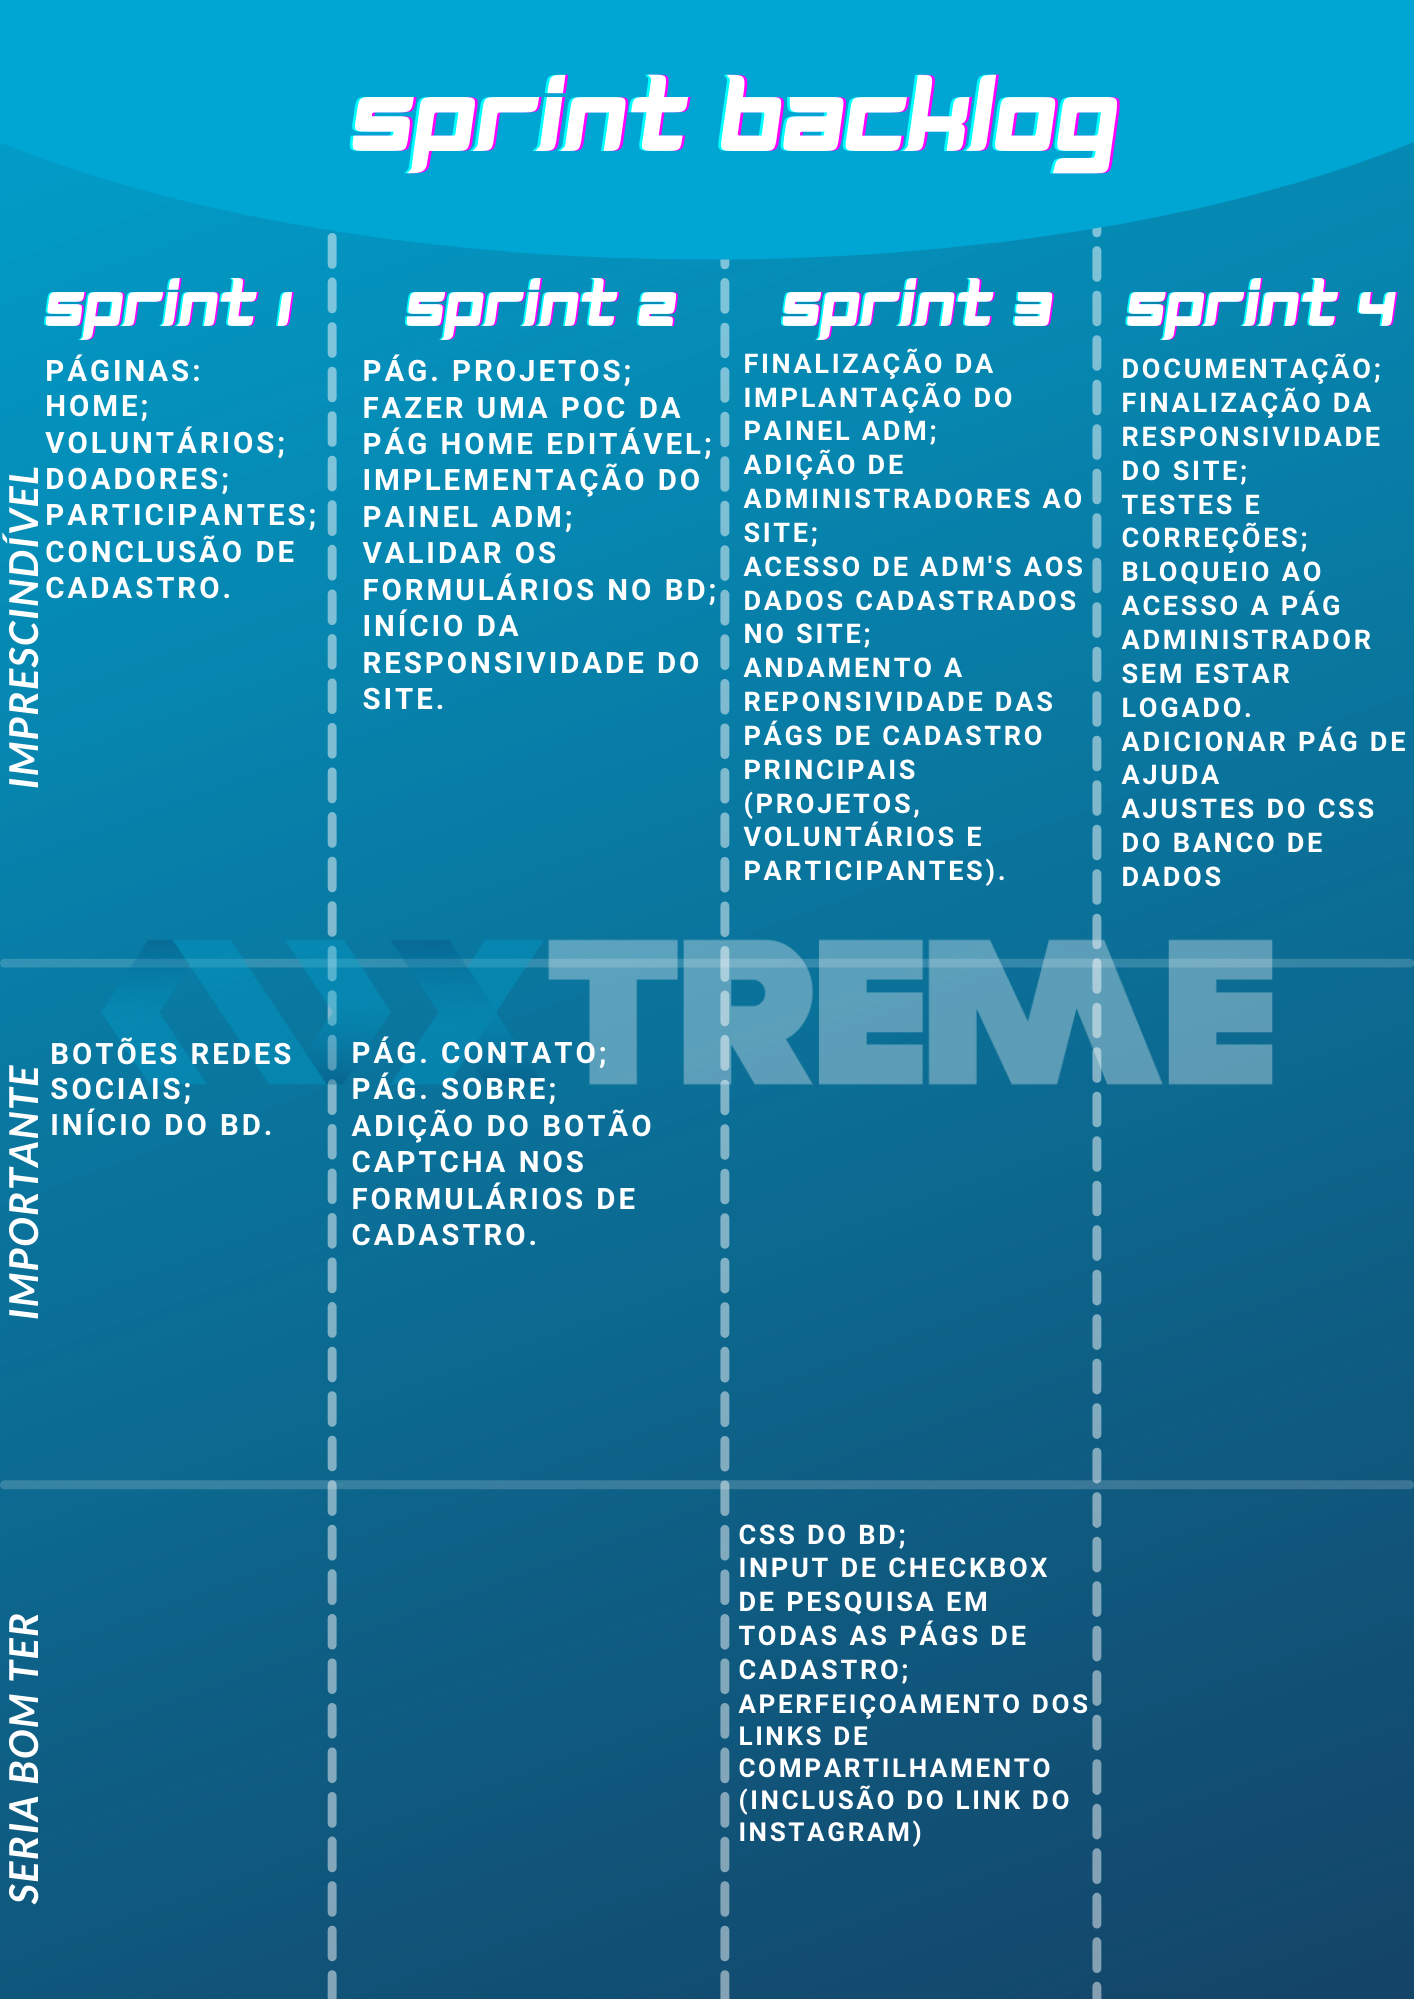 sprint backlog
sprint 1
PÁGINAS:
HOME;
VOLUNTÁRIOS;
DOADORES;
PARTICIPANTES;
CONCLUSÃO DE
CADASTRO.
sprint 2
PÁG. PROJETOS;
FAZER UMA POC DA
PÁG HOME EDITÁVEL;
IMPLEMENTAÇÃO DO
PAINEL ADM;
VALIDAR OS
FORMULÁRIOS NO BD;
INÍCIO DA
RESPONSIVIDADE DO
SITE.
sprint 3
FINALIZAÇÃO DA
IMPLANTAÇÃO DO
PAINEL ADM;
ADIÇÃO DE
ADMINISTRADORES AO
SITE;
ACESSO DE ADM'S AOS
DADOS CADASTRADOS
NO SITE;
ANDAMENTO A
REPONSIVIDADE DAS
PÁGS DE CADASTRO
PRINCIPAIS
(PROJETOS,
VOLUNTÁRIOS E
PARTICIPANTES).
sprint 4
DOCUMENTAÇÃO;
FINALIZAÇÃO DA
RESPONSIVIDADE
DO SITE;
TESTES E
CORREÇÕES;
BLOQUEIO AO
ACESSO A PÁG
ADMINISTRADOR
SEM ESTAR
LOGADO.
ADICIONAR PÁG DE
AJUDA
AJUSTES DO CSS
DO BANCO DE
DADOS
IMPRESCINDÍVEL
XTREME
IMPORTANTE
BOTÕES REDES
SOCIAIS;
INÍCIO DO BD.
PÁG. CONTATO;
PÁG. SOBRE;
ADIÇÃO DO BOTÃO
CAPTCHA NOS
FORMULÁRIOS DE
CADASTRO.
SERIA BOM TER
CSS DO BD;
INPUT DE CHECKBOX
DE PESQUISA EM
TODAS AS PÁGS DE
CADASTRO;
APERFEIÇOAMENTO DOS
LINKS DE
COMPARTILHAMENTO
(INCLUSÃO DO LINK DO
INSTAGRAM)